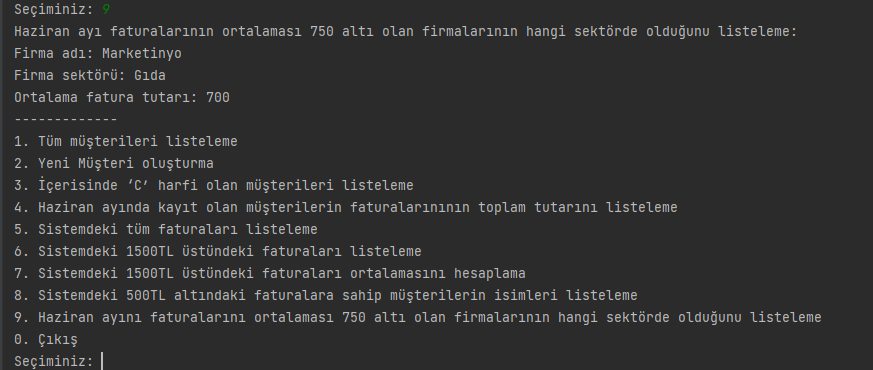 Seçiminiz: 9
Haziran ayı faturalarının ortalaması 750 altı olan firmalarının hangi sektörde olduğunu listeleme:
Firma adı: Marketinyo
Firma sektörü: Gıda
Ortalama fatura tutarı: 700
-------------
1. Tüm müşterileri listeleme
2. Yeni Müşteri oluşturma
3. İçerisinde ‘C’ harfi olan müşterileri listeleme
4. Haziran ayında kayıt olan müşterilerin faturalarınının toplam tutarını listeleme
5. Sistemdeki tüm faturaları listeleme
6. Sistemdeki 1500TL üstündeki faturaları listeleme
7. Sistemdeki 1500TL üstündeki faturaları ortalamasını hesaplama
8. Sistemdeki 500TL altındaki faturalara sahip müşterilerin isimleri listeleme
9. Haziran ayını faturalarını ortalaması 750 altı olan firmalarının hangi sektörde olduğunu listeleme
0. Çıkış
Seçiminiz: